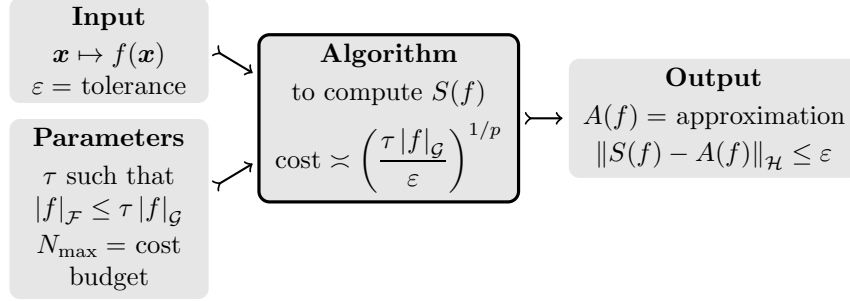 Input
𝒙 ↦ f(𝒙)
ε = tolerance
Parameters
τ such that
|f|_𝓕 ≤ τ |f|_𝓖
N_max = cost
budget
Algorithm
to compute S(f)
cost ≍ (τ |f|_𝓖 / ε)^{1/p}
Output
A(f) = approximation
‖S(f) − A(f)‖_𝓗 ≤ ε